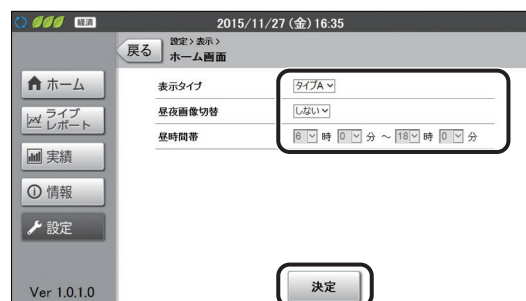 経済
2015/11/27 (金) 16:35
戻る
設定＞表示＞
ホーム画面
ホーム
ライブ
レポート
実績
情報
設定
Ver 1.0.1.0
表示タイプ タイプA
昼夜画像切替 しない
昼時間帯 6 時 0 分 ～ 18 時 0 分
決定